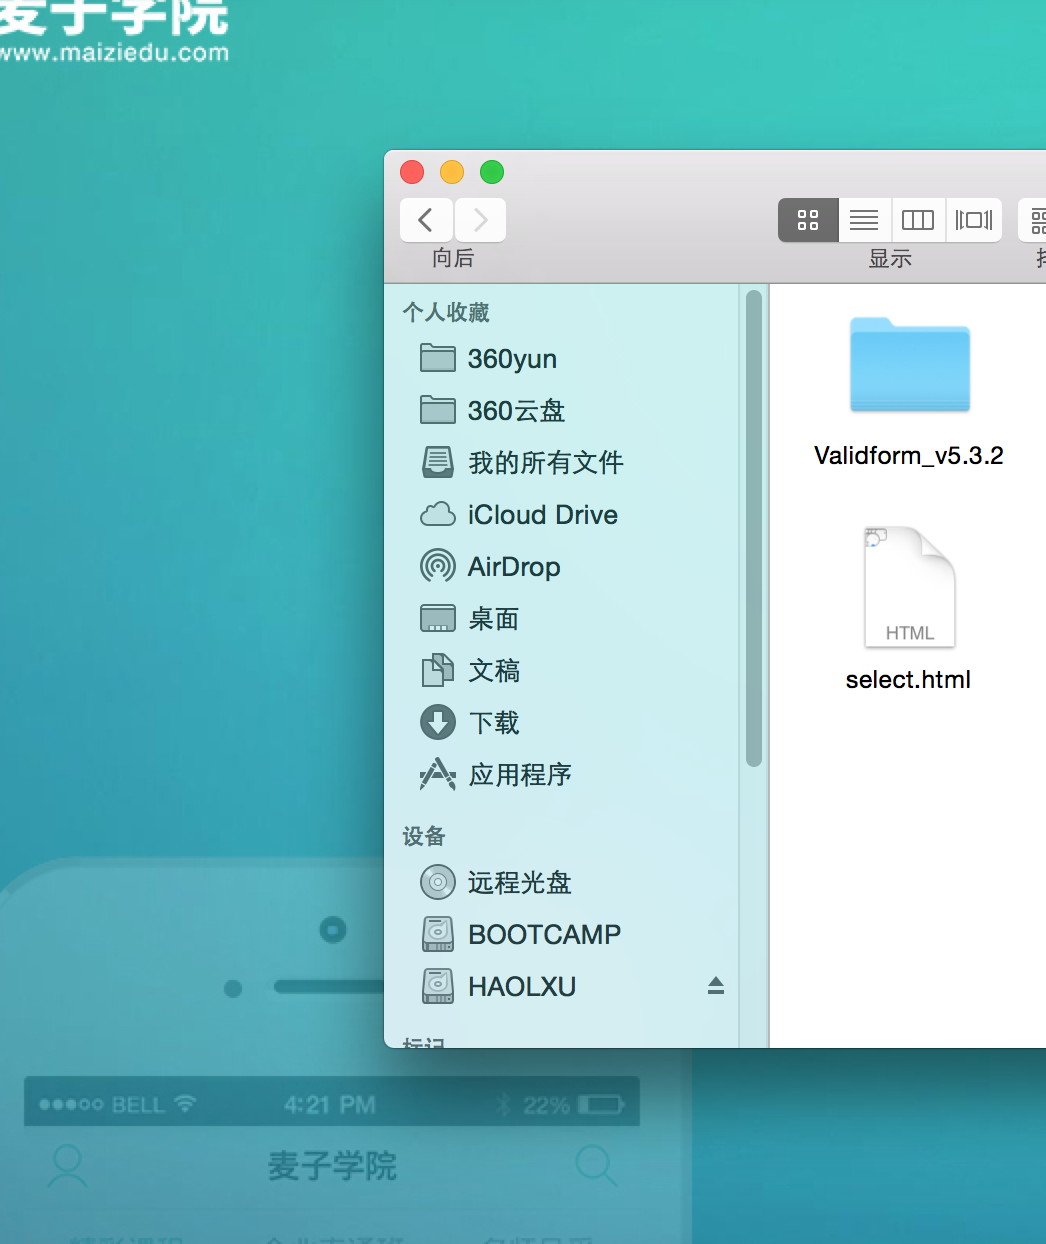 麦子学院
www.maiziedu.com
向后
显示
个人收藏
360yun
360云盘
我的所有文件
iCloud Drive
AirDrop
桌面
文稿
下载
应用程序
设备
远程光盘
BOOTCAMP
HAOLXU
标记
Validform_v5.3.2
HTML
select.html
BELL 4:21 PM 22%
麦子学院